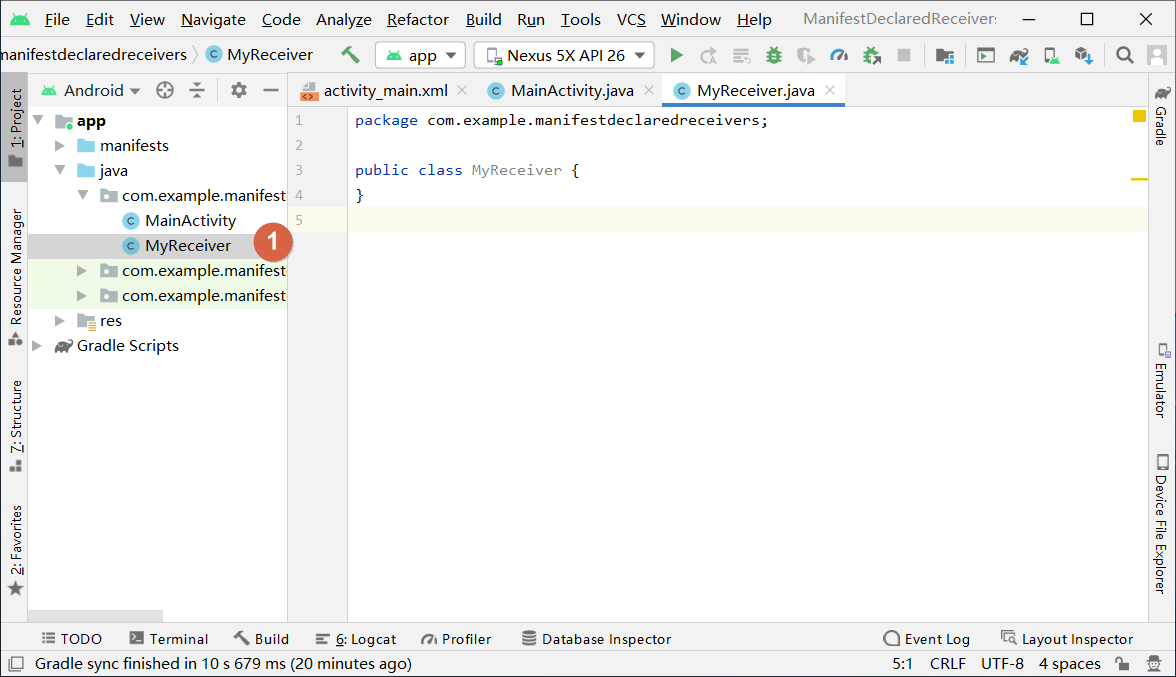 File Edit View Navigate Code Analyze Refactor Build Run Tools VCS Window Help ManifestDeclaredReceivers
manifestdeclaredreceivers MyReceiver app Nexus 5X API 26
Android activity_main.xml MainActivity.java MyReceiver.java
1: Project
Resource Manager
7: Structure
2: Favorites
app
manifests
java
com.example.manifest
MainActivity
MyReceiver 1
com.example.manifest
com.example.manifest
res
Gradle Scripts
1 package com.example.manifestdeclaredreceivers;
2
3 public class MyReceiver {
4 }
5
Gradle
Emulator
Device File Explorer
TODO Terminal Build 6: Logcat Profiler Database Inspector Event Log Layout Inspector
Gradle sync finished in 10 s 679 ms (20 minutes ago) 5:1 CRLF UTF-8 4 spaces